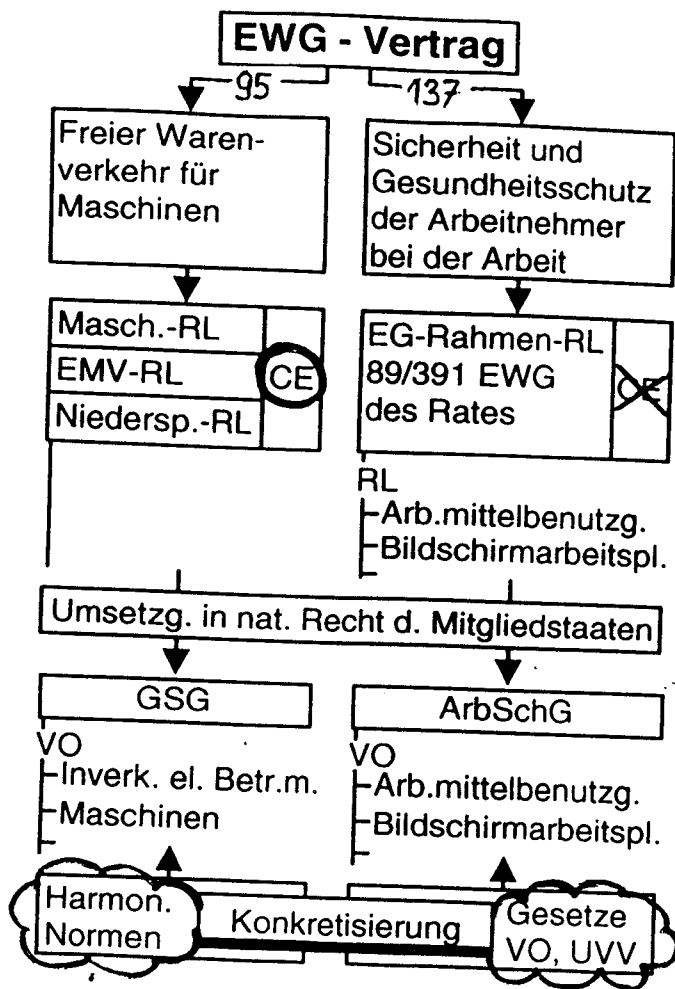 EWG - Vertrag
95
137
Freier Waren-
verkehr für
Maschinen
Sicherheit und
Gesundheitsschutz
der Arbeitnehmer
bei der Arbeit
Masch.-RL
EMV-RL
Niedersp.-RL
CE
EG-Rahmen-RL
89/391 EWG
des Rates
CE
RL
Arb.mittelbenutzg.
Bildschirmarbeitspl.
Umsetzg. in nat. Recht d. Mitgliedstaaten
GSG
VO
Inverk. el. Betr.m.
Maschinen
ArbSchG
VO
Arb.mittelbenutzg.
Bildschirmarbeitspl.
Harmon.
Normen
Konkretisierung
Gesetze
VO, UVV